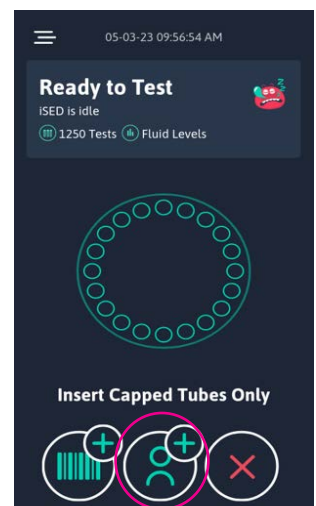 05-03-23 09:56:54 AM
Ready to Test
iSED is idle
1250 Tests Fluid Levels
Insert Capped Tubes Only